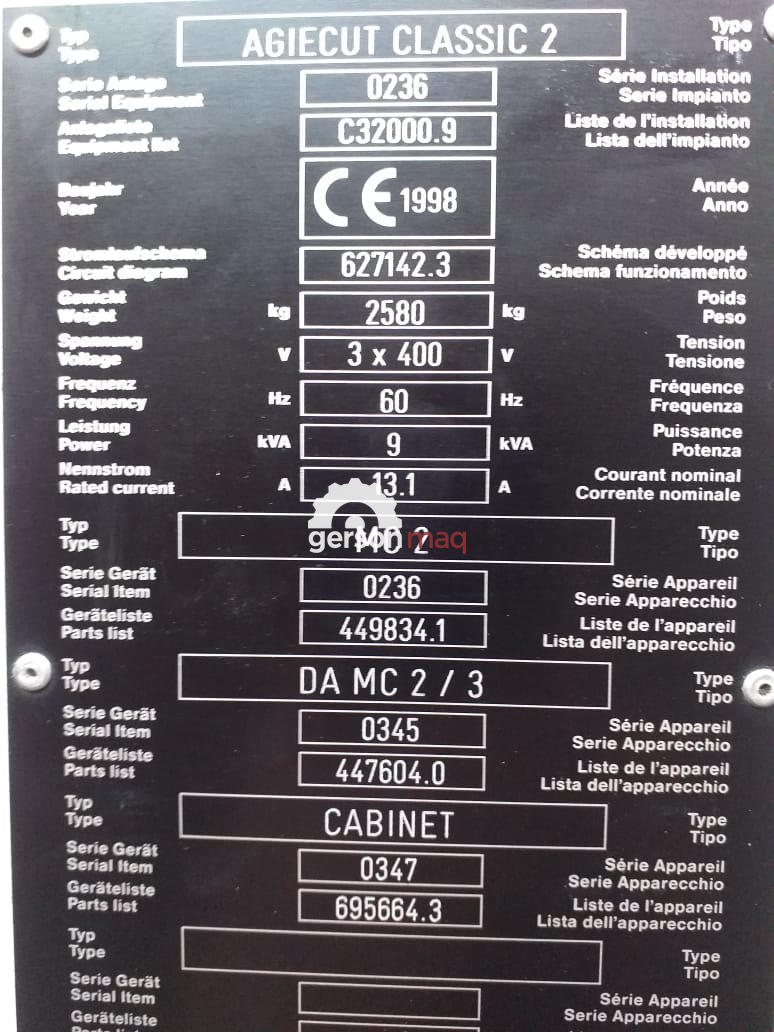 Typ Type
Type AGIECUT CLASSIC 2 Tipo
Serie Anlage Série Installation
Serial Equipment 0236 Serie Impianto
Anlageliste Liste de l'installation
Equipment list C32000.9 Lista dell'impianto
Baujahr Année
Year CE 1998 Anno
Stromlaufschema Schéma développé
Circuit diagram 627142.3 Schema funzionamento
Gewicht Poids
Weight kg 2580 kg Peso
Spannung Tension
Voltage V 3 x 400 V Tensione
Frequenz Fréquence
Frequency Hz 60 Hz Frequenza
Leistung Puissance
Power kVA 9 kVA Potenza
Nennstrom Courant nominal
Rated current A 13.1 A Corrente nominale
Typ Type
Type MC 2 Tipo
gersonmaq
Serie Gerät Série Appareil
Serial Item 0236 Serie Apparecchio
Geräteliste Liste de l'appareil
Parts list 449834.1 Lista dell'apparecchio
Typ Type
Type DA MC 2 / 3 Tipo
Serie Gerät Série Appareil
Serial Item 0345 Serie Apparecchio
Geräteliste Liste de l'appareil
Parts list 447604.0 Lista dell'apparecchio
Typ Type
Type CABINET Tipo
Serie Gerät Série Appareil
Serial Item 0347 Serie Apparecchio
Geräteliste Liste de l'appareil
Parts list 695664.3 Lista dell'apparecchio
Typ Type
Type Tipo
Serie Gerät Série Appareil
Serial Item Serie Apparecchio
Geräteliste Liste de l'appareil